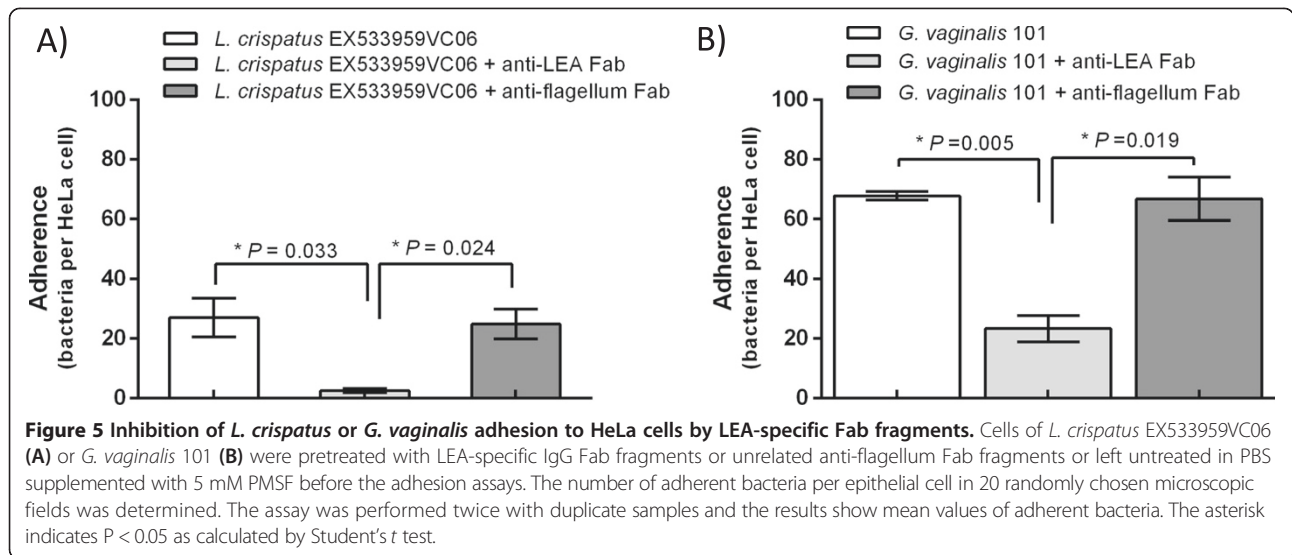 A)
L. crispatus EX533959VC06
L. crispatus EX533959VC06 + anti-LEA Fab
L. crispatus EX533959VC06 + anti-flagellum Fab
Adherence
(bacteria per HeLa cell)
100
80
60
40
20
0
* P = 0.033
* P = 0.024
B)
G. vaginalis 101
G. vaginalis 101 + anti-LEA Fab
G. vaginalis 101 + anti-flagellum Fab
Adherence
(bacteria per HeLa cell)
100
80
60
40
20
0
* P =0.005
* P =0.019
Figure 5 Inhibition of L. crispatus or G. vaginalis adhesion to HeLa cells by LEA-specific Fab fragments. Cells of L. crispatus EX533959VC06
(A) or G. vaginalis 101 (B) were pretreated with LEA-specific IgG Fab fragments or unrelated anti-flagellum Fab fragments or left untreated in PBS
supplemented with 5 mM PMSF before the adhesion assays. The number of adherent bacteria per epithelial cell in 20 randomly chosen microscopic
fields was determined. The assay was performed twice with duplicate samples and the results show mean values of adherent bacteria. The asterisk
indicates P < 0.05 as calculated by Student's t test.